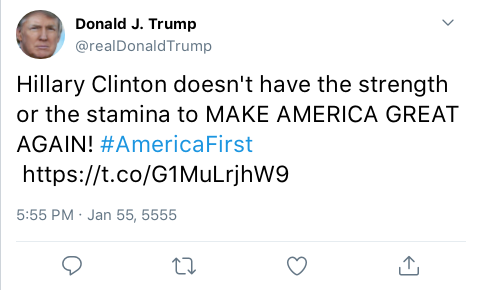 Donald J. Trump
@realDonaldTrump
Hillary Clinton doesn't have the strength
or the stamina to MAKE AMERICA GREAT
AGAIN! #AmericaFirst
https://t.co/G1MuLrjhW9
5:55 PM · Jan 55, 5555